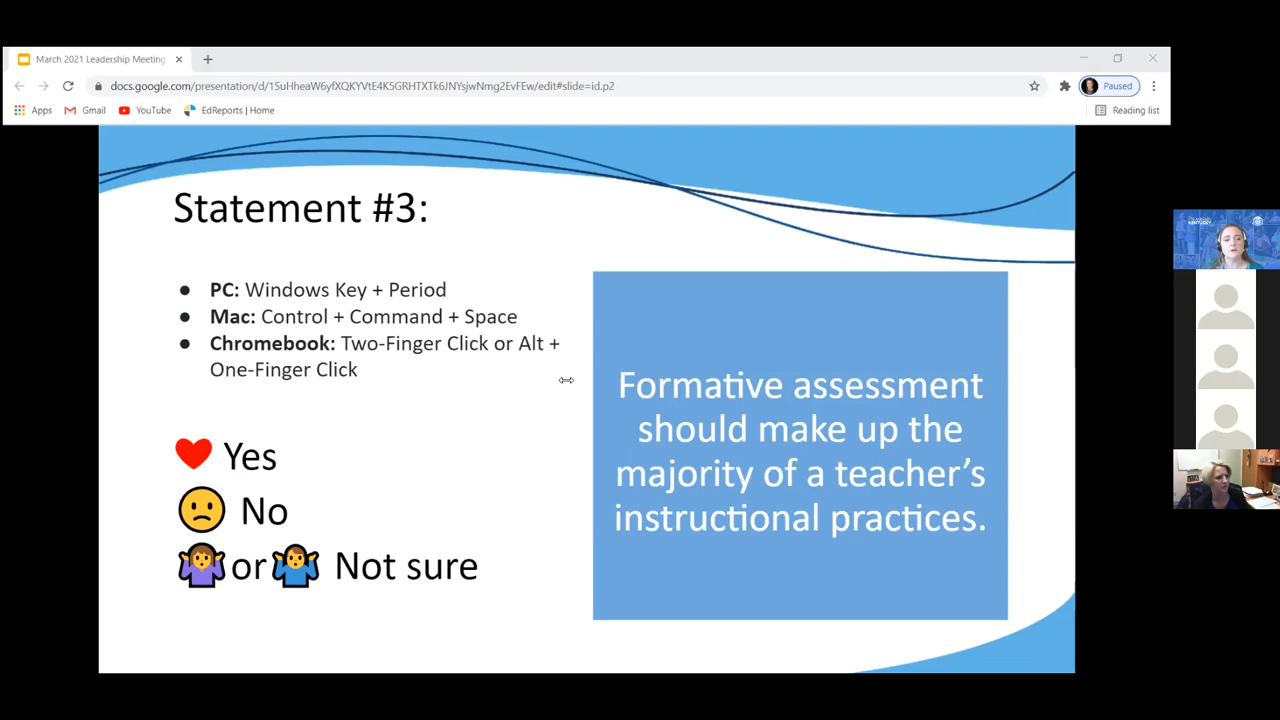 March 2021 Leadership Meeting
docs.google.com/presentation/d/1SuHheaW6yfXQKYVtE4K5GRHTXTk6JNYsjwNmg2EvFEw/edit#slide=id.p2
Paused
Apps
Gmail
YouTube
EdReports | Home
Reading list
Statement #3:
● PC: Windows Key + Period
● Mac: Control + Command + Space
● Chromebook: Two-Finger Click or Alt +
One-Finger Click
❤️ Yes
🙁 No
🤷‍♀️or🤷‍♂️ Not sure
Formative assessment
should make up the
majority of a teacher’s
instructional practices.
KENTUCKY